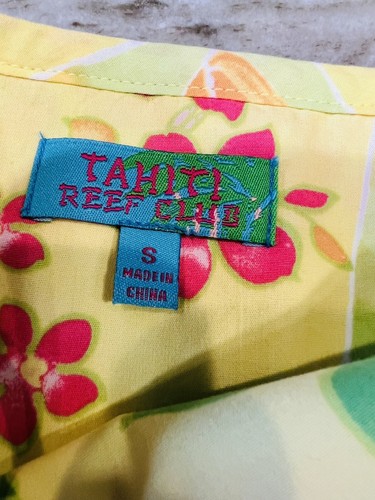 TAHITI
REEF CLUB
S
MADE IN
CHINA